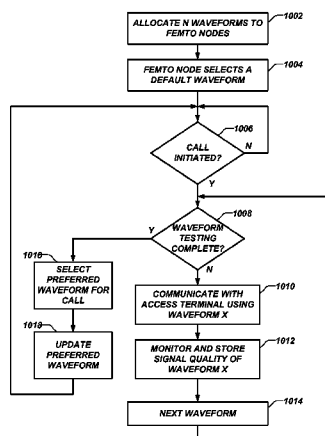 ALLOCATE N WAVEFORMS TO
FEMTO NODES
1002
FEMTO NODE SELECTS A
DEFAULT WAVEFORM
1004
CALL
INITIATED?
1006
N
Y
WAVEFORM
TESTING
COMPLETE?
1008
Y
N
1016
SELECT
PREFERRED
WAVEFORM FOR
CALL
1018
UPDATE
PREFERRED
WAVEFORM
COMMUNICATE WITH
ACCESS TERMINAL USING
WAVEFORM X
1010
MONITOR AND STORE
SIGNAL QUALITY OF
WAVEFORM X
1012
NEXT WAVEFORM
1014